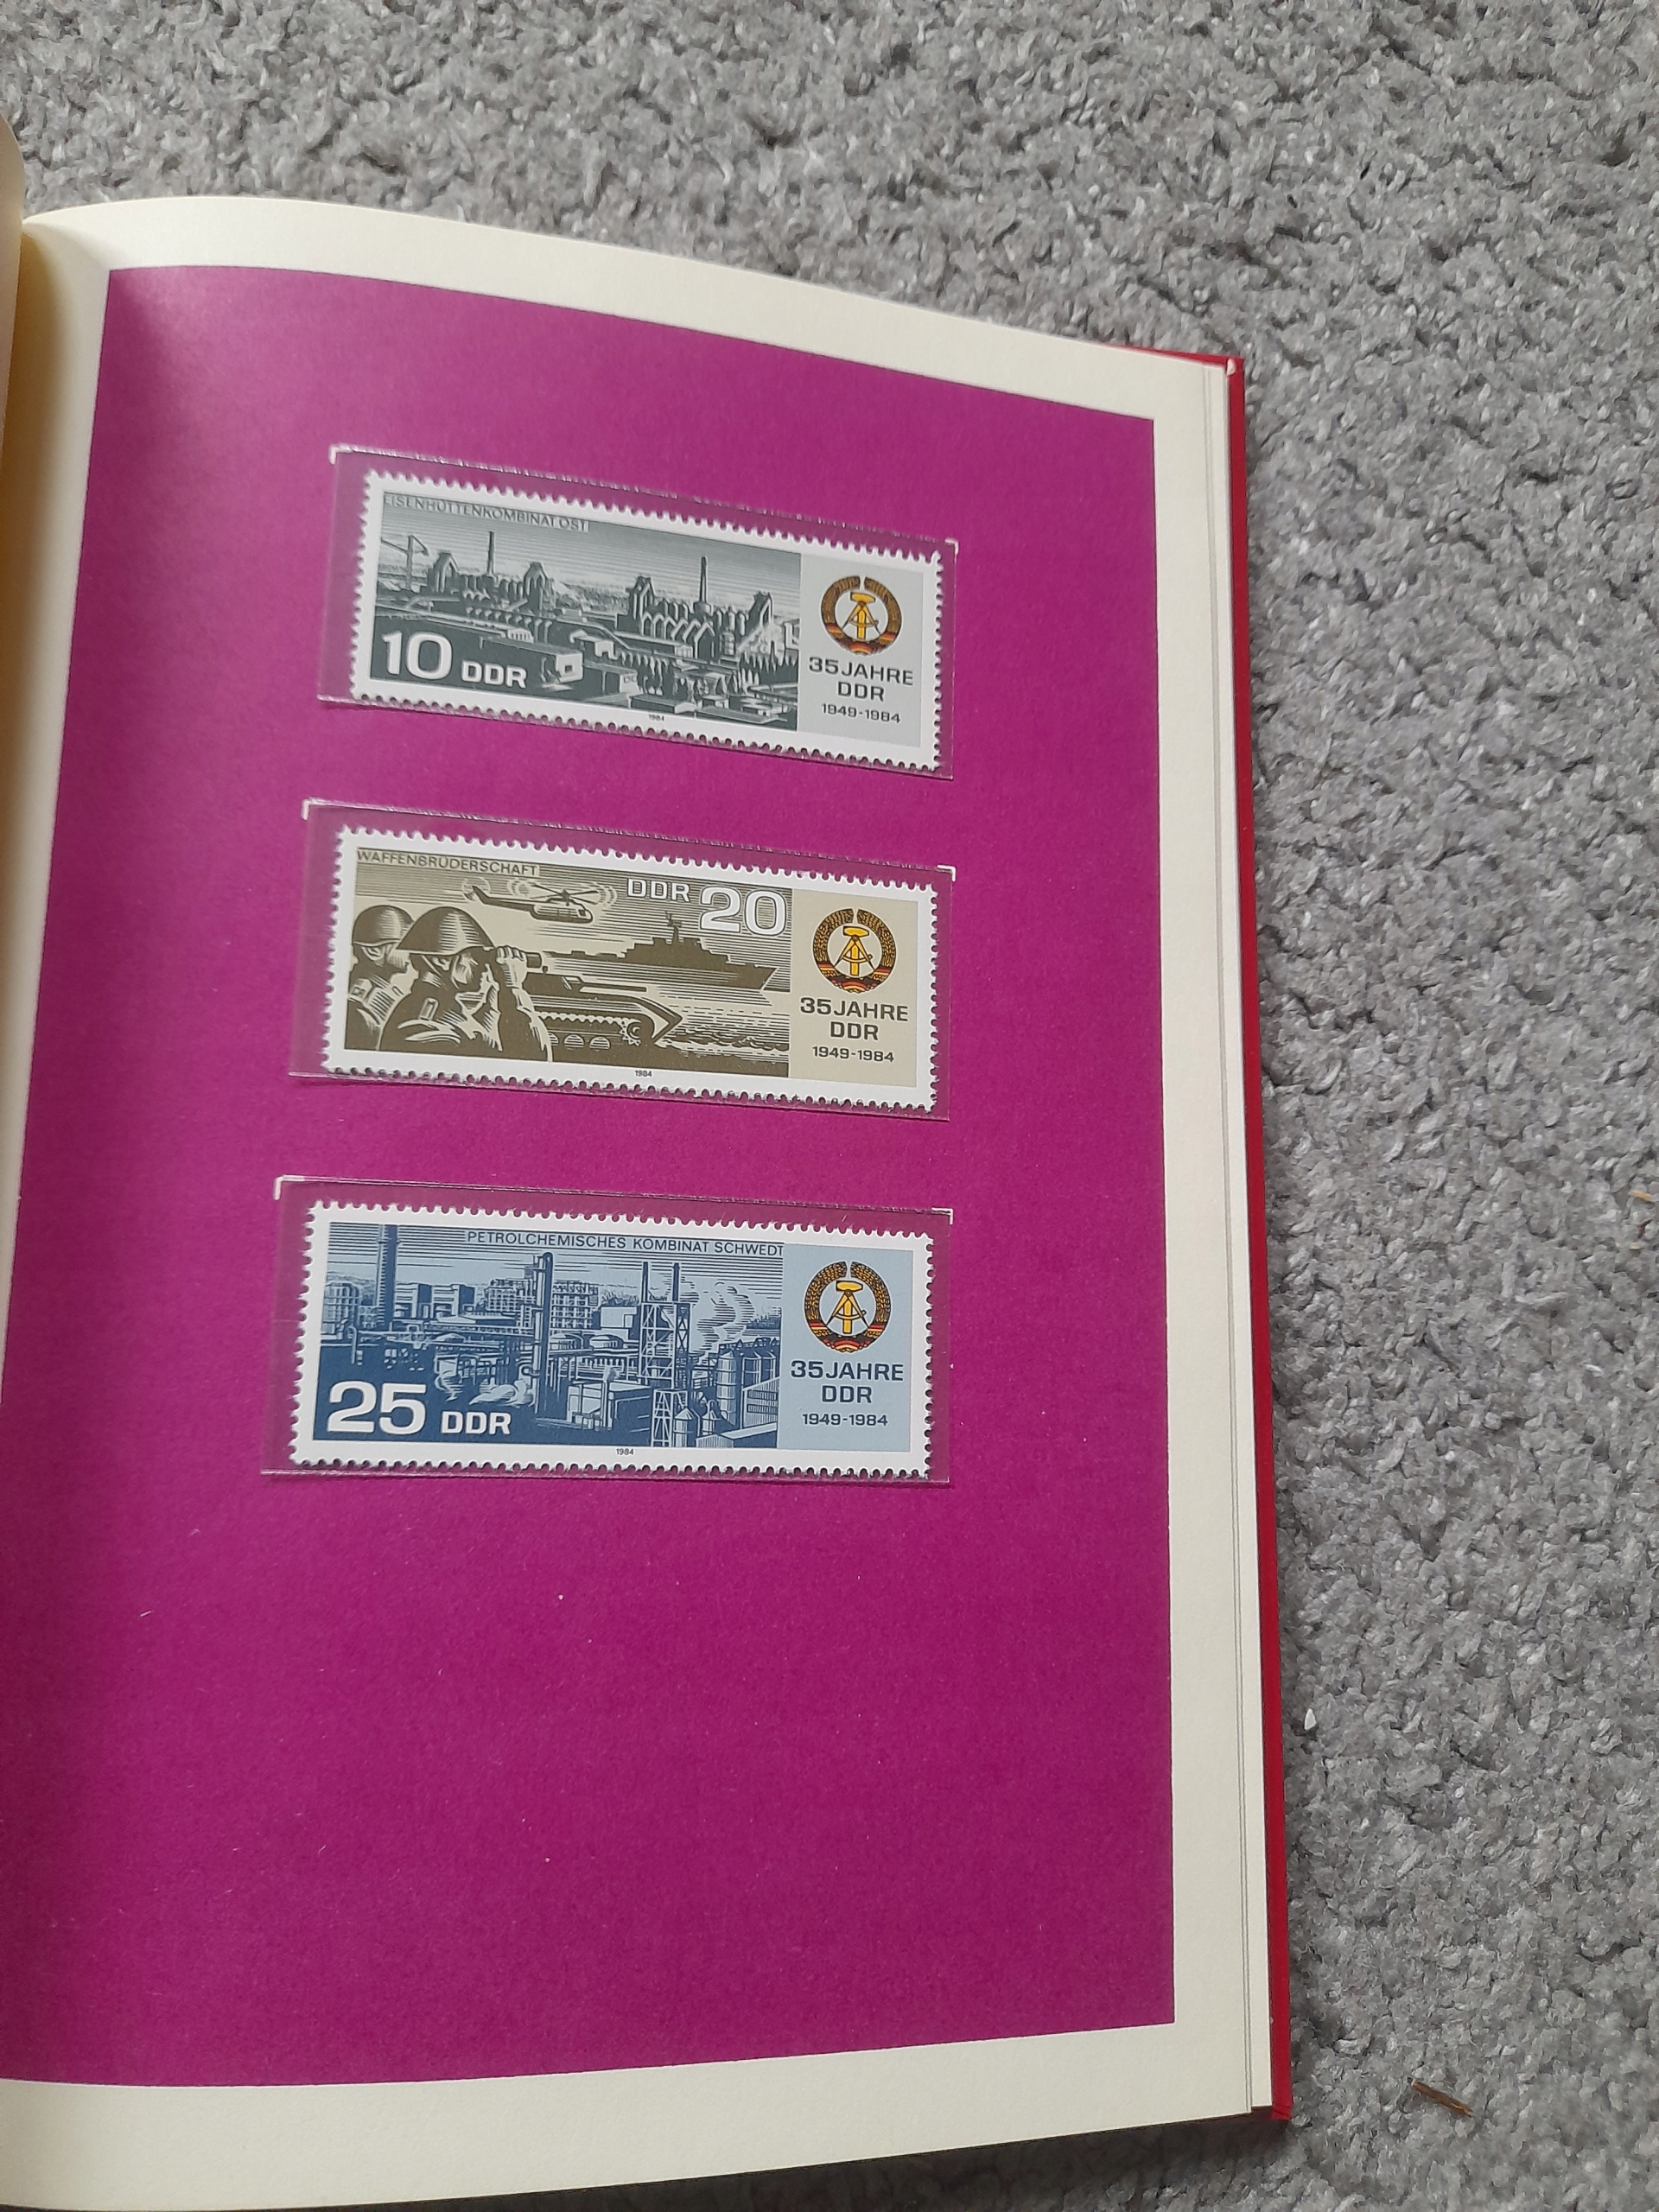 EISENHÜTTENKOMBINAT OST
10 DDR
35 JAHRE
DDR
1949-1984
1984
WAFFENBRÜDERSCHAFT
DDR 20
35 JAHRE
DDR
1949-1984
1984
PETROLCHEMISCHES KOMBINAT SCHWEDT
25 DDR
35 JAHRE
DDR
1949-1984
1984